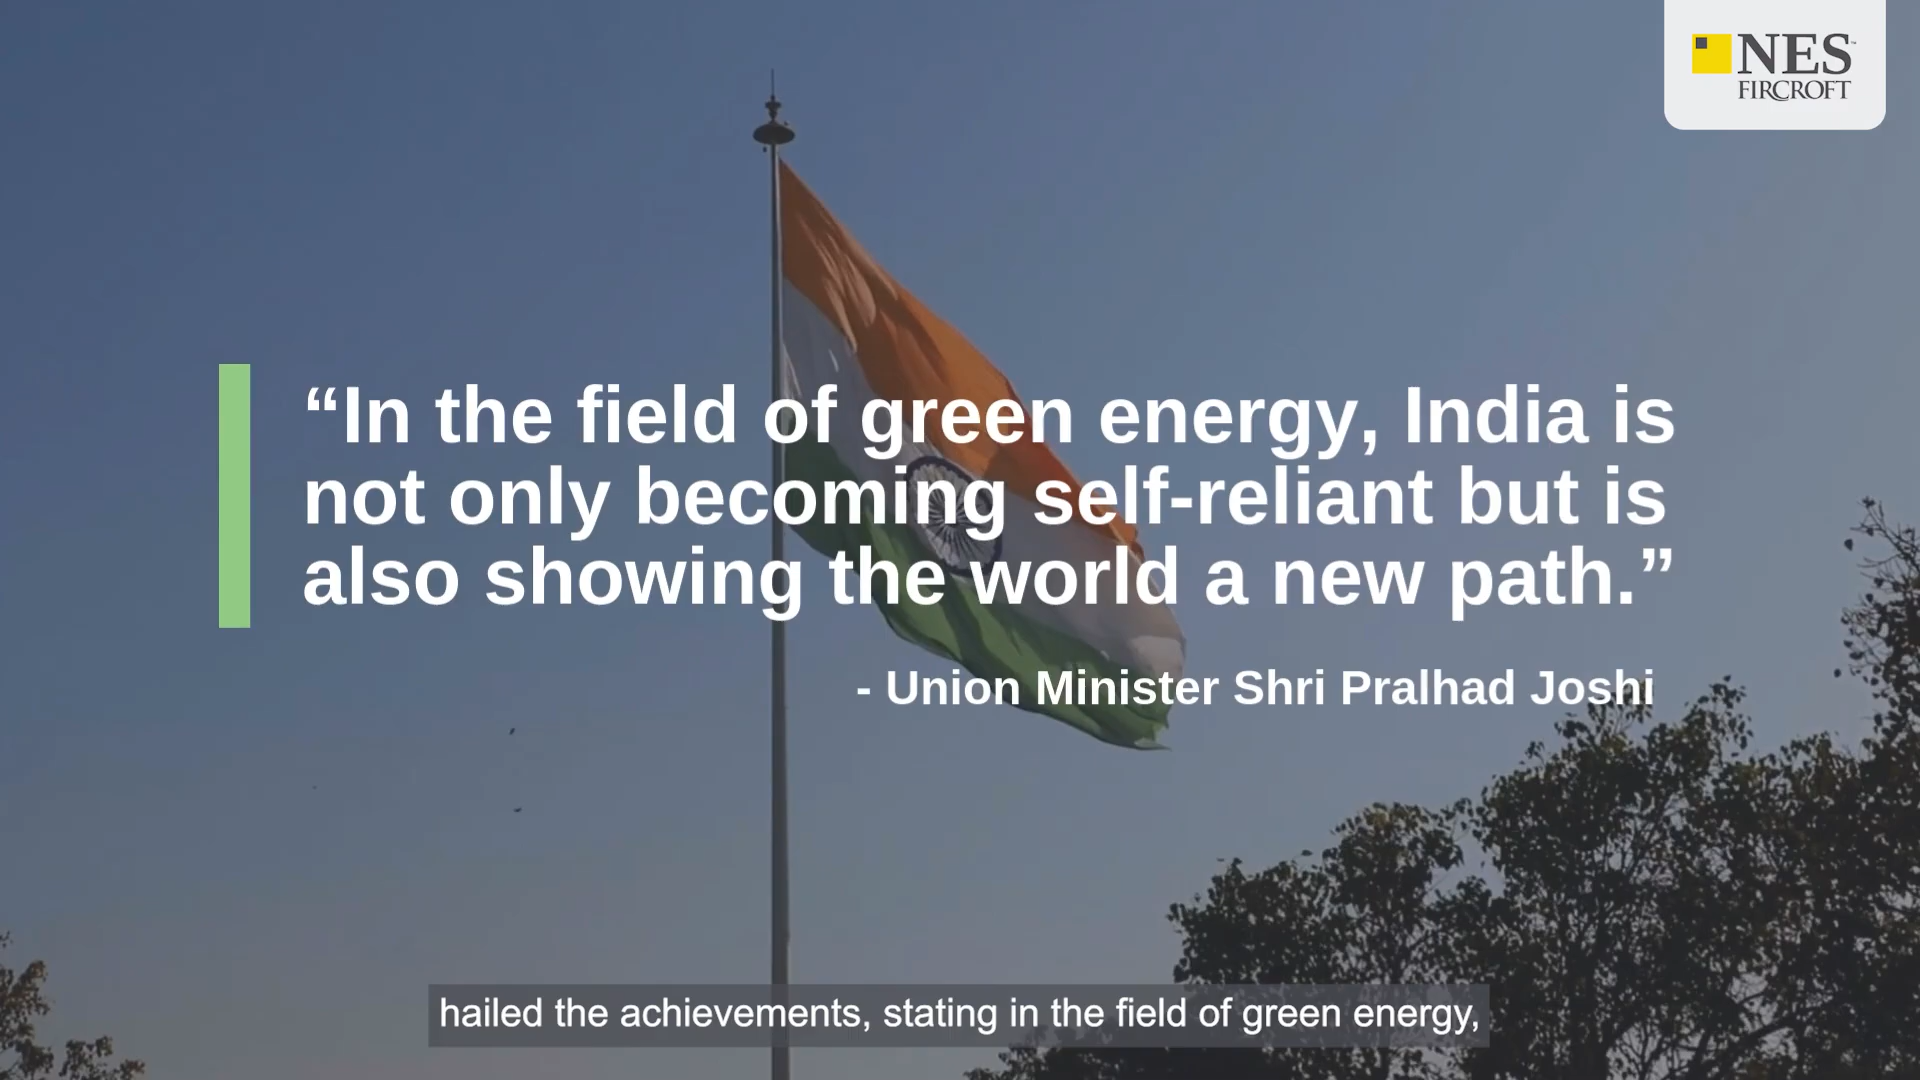 NES
FIRCROFT
“In the field of green energy, India is
not only becoming self-reliant but is
also showing the world a new path.”
- Union Minister Shri Pralhad Joshi
hailed the achievements, stating in the field of green energy,